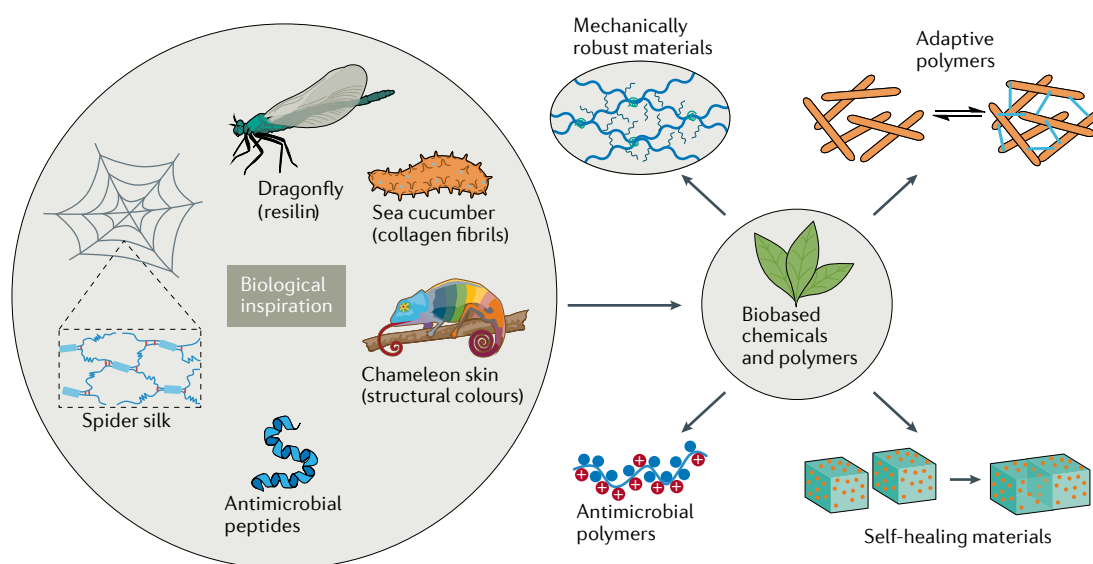 Dragonfly
(resilin)
Sea cucumber
(collagen fibrils)
Biological
inspiration
Spider silk
Chameleon skin
(structural colours)
Antimicrobial
peptides
Mechanically
robust materials
Adaptive
polymers
Biobased
chemicals
and polymers
Antimicrobial
polymers
Self-healing materials